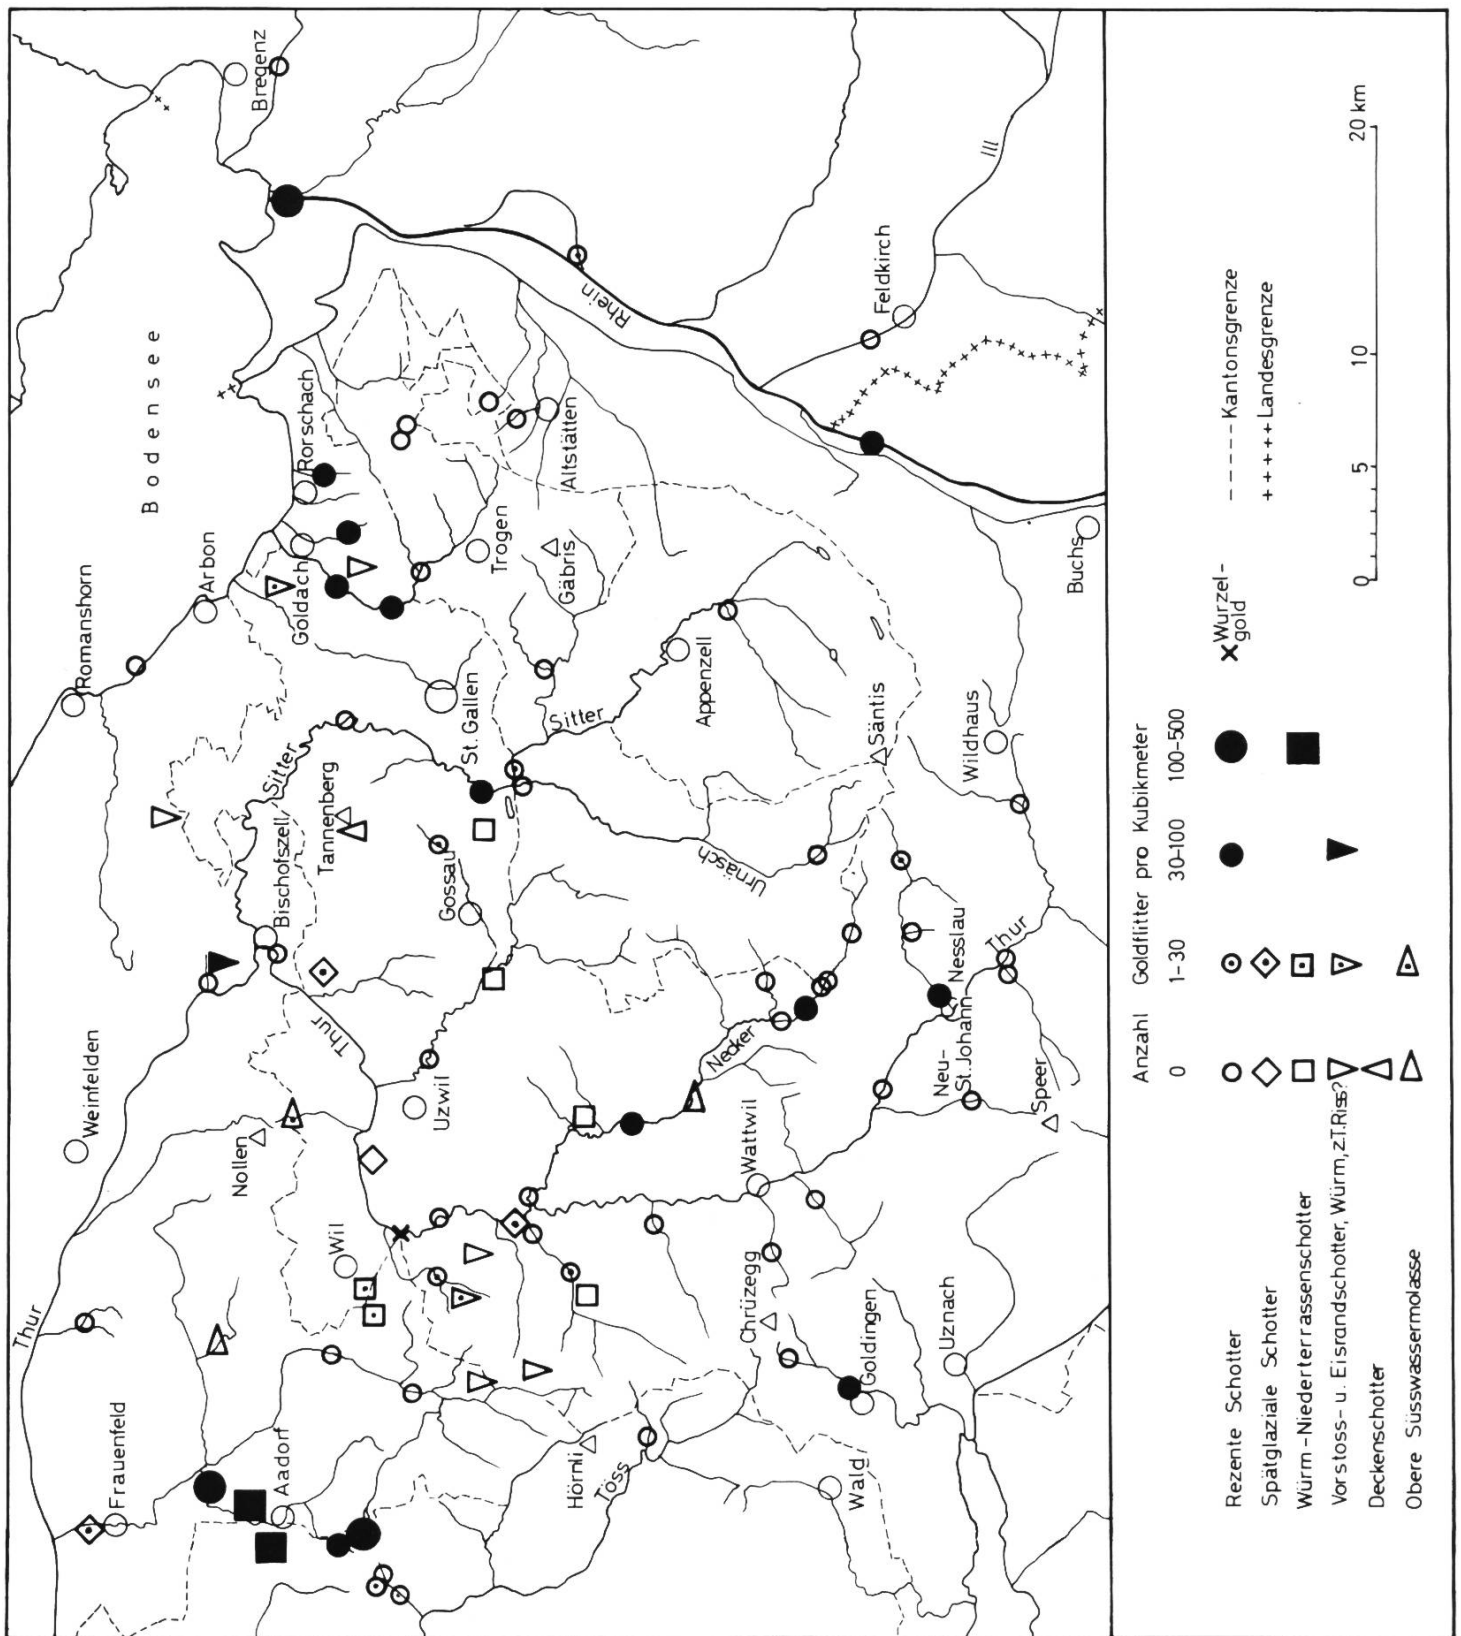 Bodensee
Bregenz
Romanshorn
Arbon
Rorschach
Goldach
Rhein
Ill
Feldkirch
Altstätten
Trogen
Gäbris
Buchs
St. Gallen
Sitter
Appenzell
Säntis
Wildhaus
Sitter
Tannenberg
Bischofszell
Gossau
Urnäsch
Weinfelden
Thur
Uzwil
Necker
Nesslau
Thur
Neu-
St. Johann
Speer
Nollen
Wil
Wattwil
Thur
Chrüzegg
Goldingen
Uznach
Frauenfeld
Aadorf
Hörnli
Töss
Wald
Anzahl Goldflitter pro Kubikmeter
0 1-30 30-100 100-500
Wurzel-
gold
Rezente Schotter
Spätglaziale Schotter
Würm-Niederterrassenschotter
Vorstoss- u. Eisrandschotter, Würm, z.T. Riss?
Deckenschotter
Obere Süsswassermolasse
---- Kantonsgrenze
+++++ Landesgrenze
0 5 10 20 km